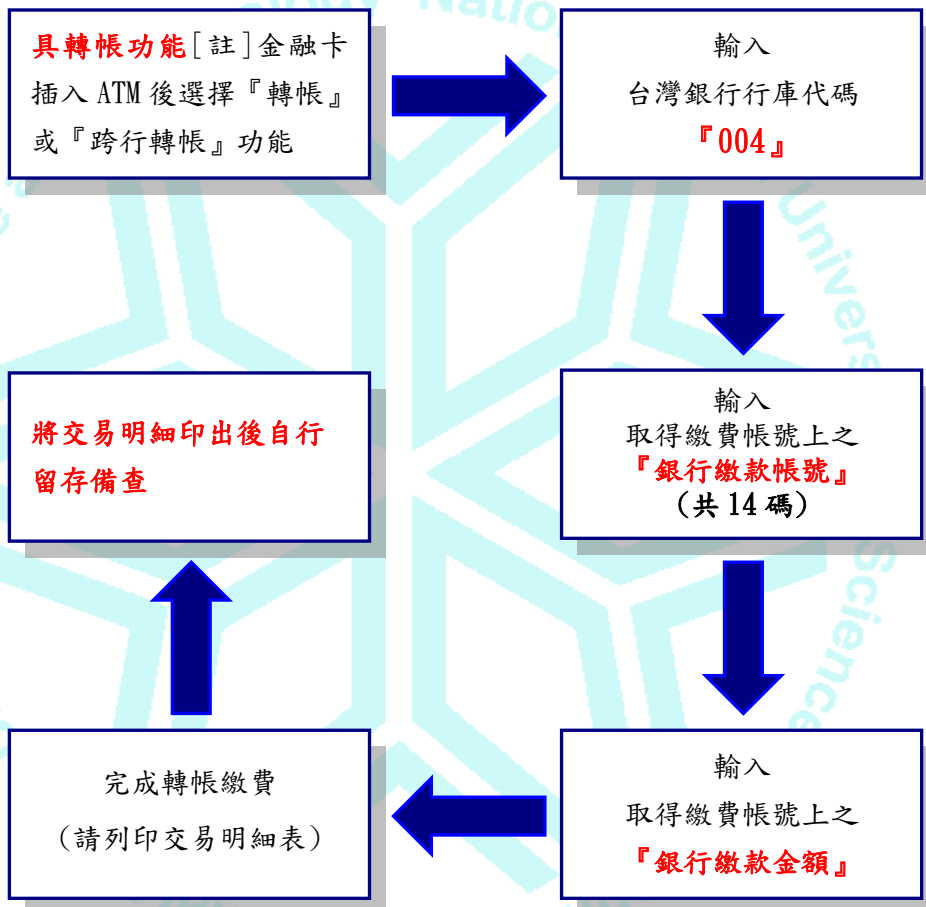 具轉帳功能[註]金融卡
插入 ATM 後選擇『轉帳』
或『跨行轉帳』功能
輸入
台灣銀行行庫代碼
『004』
輸入
取得繳費帳號上之
『銀行繳款帳號』
(共 14 碼)
輸入
取得繳費帳號上之
『銀行繳款金額』
完成轉帳繳費
(請列印交易明細表)
將交易明細印出後自行
留存備查
Univers
Science